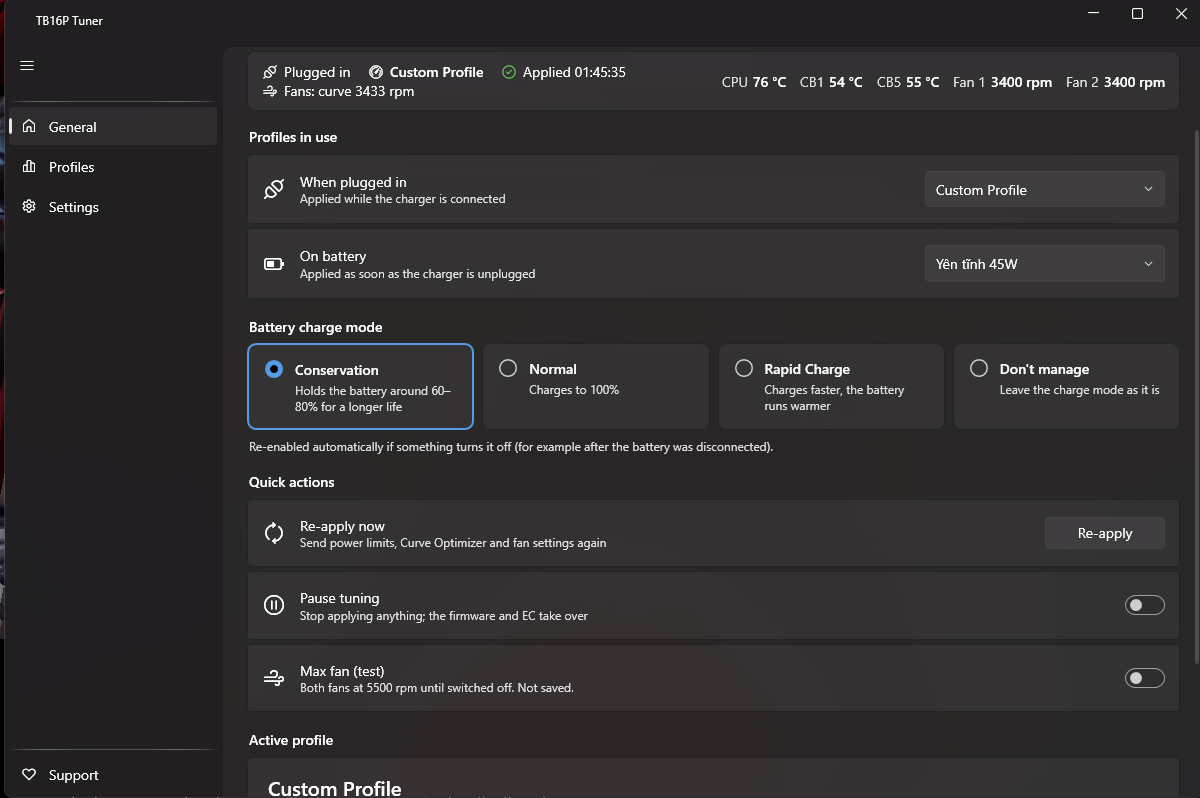 TB16P Tuner
Plugged in Custom Profile Applied 01:45:35
Fans: curve 3433 rpm
CPU 76 °C CB1 54 °C CB5 55 °C Fan 1 3400 rpm Fan 2 3400 rpm
General
Profiles
Settings
Support
Profiles in use
When plugged in
Applied while the charger is connected
Custom Profile
On battery
Applied as soon as the charger is unplugged
Yên tĩnh 45W
Battery charge mode
Conservation
Holds the battery around 60–
80% for a longer life
Normal
Charges to 100%
Rapid Charge
Charges faster, the battery
runs warmer
Don't manage
Leave the charge mode as it is
Re-enabled automatically if something turns it off (for example after the battery was disconnected).
Quick actions
Re-apply now
Send power limits, Curve Optimizer and fan settings again
Re-apply
Pause tuning
Stop applying anything; the firmware and EC take over
Max fan (test)
Both fans at 5500 rpm until switched off. Not saved.
Active profile
Custom Profile